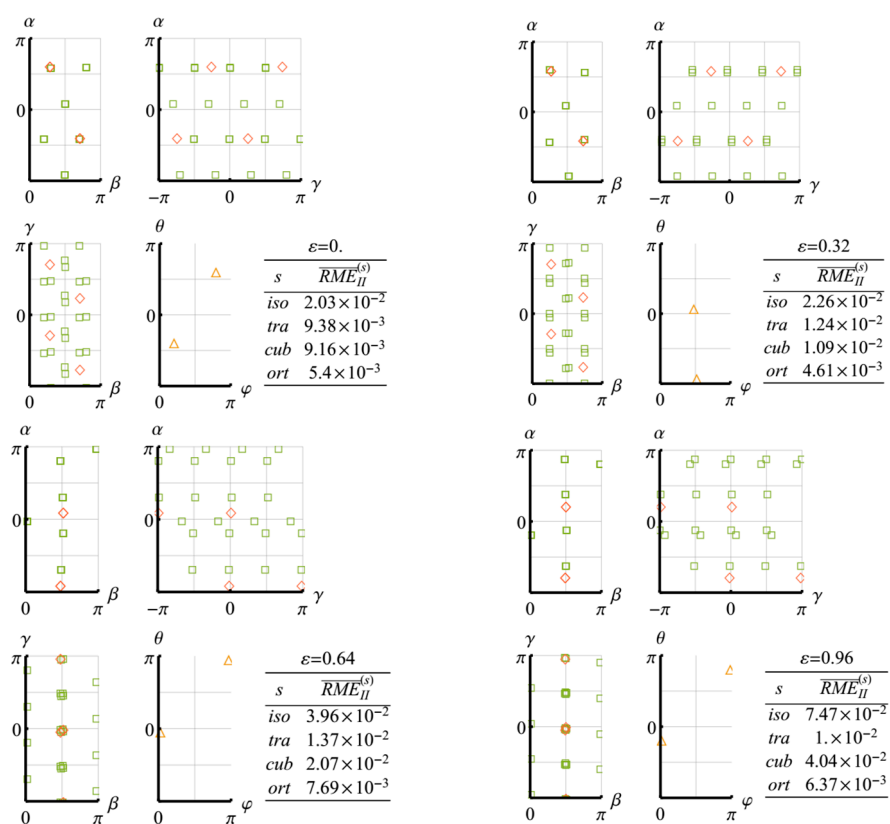 α α
π π
0 0
0 β π −π 0 π γ
γ θ
π π
0 0
0 β π 0 φ π
ε=0.
s RME_II^(s)
iso 2.03×10⁻²
tra 9.38×10⁻³
cub 9.16×10⁻³
ort 5.4×10⁻³
α α
π π
0 0
0 β π −π 0 π γ
γ θ
π π
0 0
0 β π 0 φ π
ε=0.32
s RME_II^(s)
iso 2.26×10⁻²
tra 1.24×10⁻²
cub 1.09×10⁻²
ort 4.61×10⁻³
α α
π π
0 0
0 β π −π 0 π γ
γ θ
π π
0 0
0 β π 0 φ π
ε=0.64
s RME_II^(s)
iso 3.96×10⁻²
tra 1.37×10⁻²
cub 2.07×10⁻²
ort 7.69×10⁻³
α α
π π
0 0
0 β π −π 0 π γ
γ θ
π π
0 0
0 β π 0 φ π
ε=0.96
s RME_II^(s)
iso 7.47×10⁻²
tra 1.×10⁻²
cub 4.04×10⁻²
ort 6.37×10⁻³